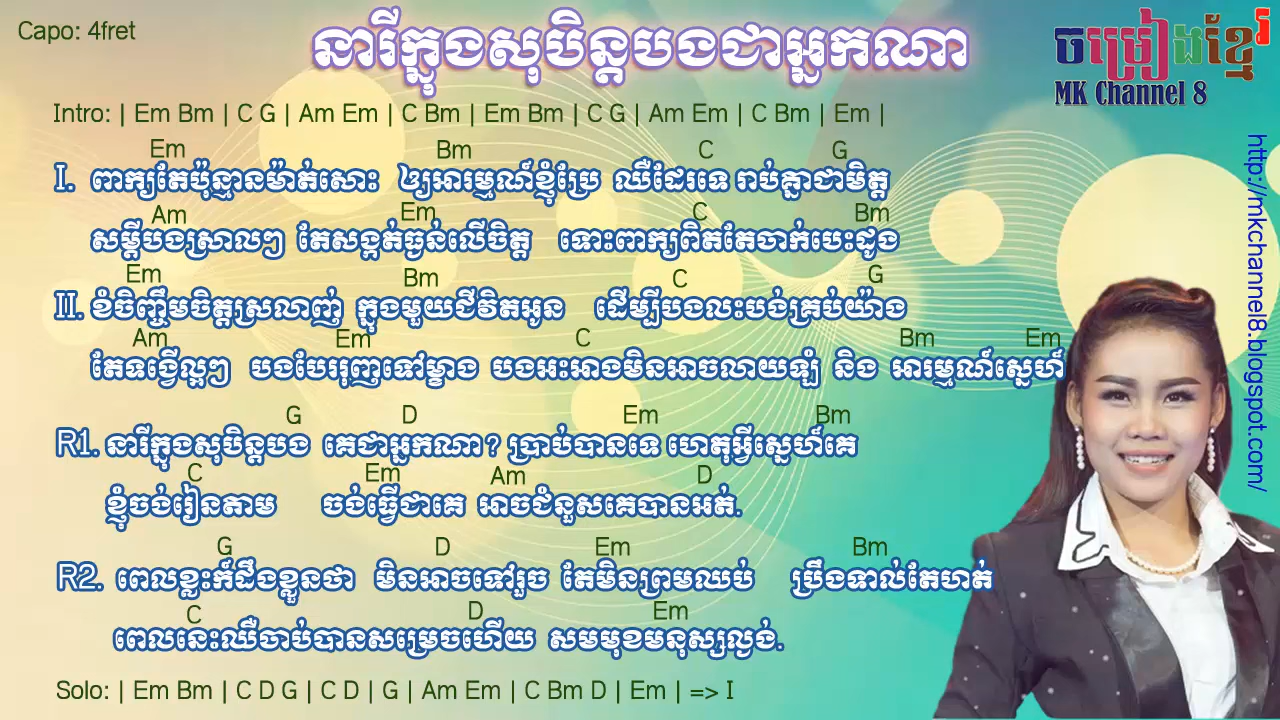 Capo: 4fret
នារីក្នុងសុបិន្តបងជាអ្នកណា
ចម្រៀងខ្មែរ
MK Channel 8
Intro: | Em Bm | C G | Am Em | C Bm | Em Bm | C G | Am Em | C Bm | Em |
Em Bm C G
I. ពាក្យតែប៉ុន្មានម៉ាត់សោះ ឲ្យអារម្មណ៍ខ្ញុំប្រែ ឈឺដែរទេ រាប់គ្នាជាមិត្ត
Am Em C Bm
សម្ដីបងស្រាលៗ តែសង្កត់ធ្ងន់លើចិត្ត ទោះពាក្យពិតតែចាក់បេះដូង
Em Bm C G
II. ខំចិញ្ចឹមចិត្តស្រលាញ់ ក្នុងមួយជីវិតអូន ដើម្បីបងលះបង់គ្រប់យ៉ាង
Am Em C Bm Em
តែទង្វើល្អៗ បងបែររុញទៅម្ខាង បងអះអាងមិនអាចលាយឡំ និង អារម្មណ៍ស្នេហ៍
G D Em Bm
R1. នារីក្នុងសុបិន្តបង គេជាអ្នកណា? ប្រាប់បានទេ ហេតុអ្វីស្នេហ៍គេ
C Em Am D
ខ្ញុំចង់រៀនតាម ចង់ធ្វើជាគេ អាចជំនួសគេបានអត់.
G D Em Bm
R2. ពេលខ្លះក៏ដឹងខ្លួនថា មិនអាចទៅរួច តែមិនព្រមឈប់ ប្រឹងទាល់តែហត់
C D Em
ពេលនេះឈឺចាប់បានសម្រេចហើយ សមមុខមនុស្សល្ងង់.
Solo: | Em Bm | C D G | C D | G | Am Em | C Bm D | Em | => I
http://mkchannel8.blogspot.com/